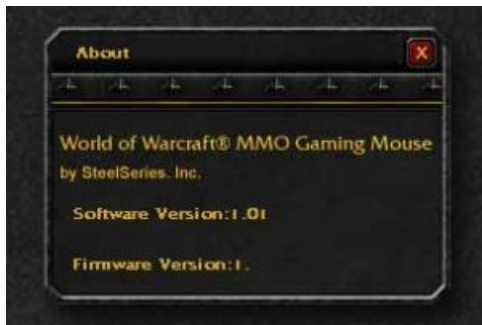 About
X
World of Warcraft® MMO Gaming Mouse
by SteelSeries. Inc.
Software Version:1.01
Firmware Version:1.